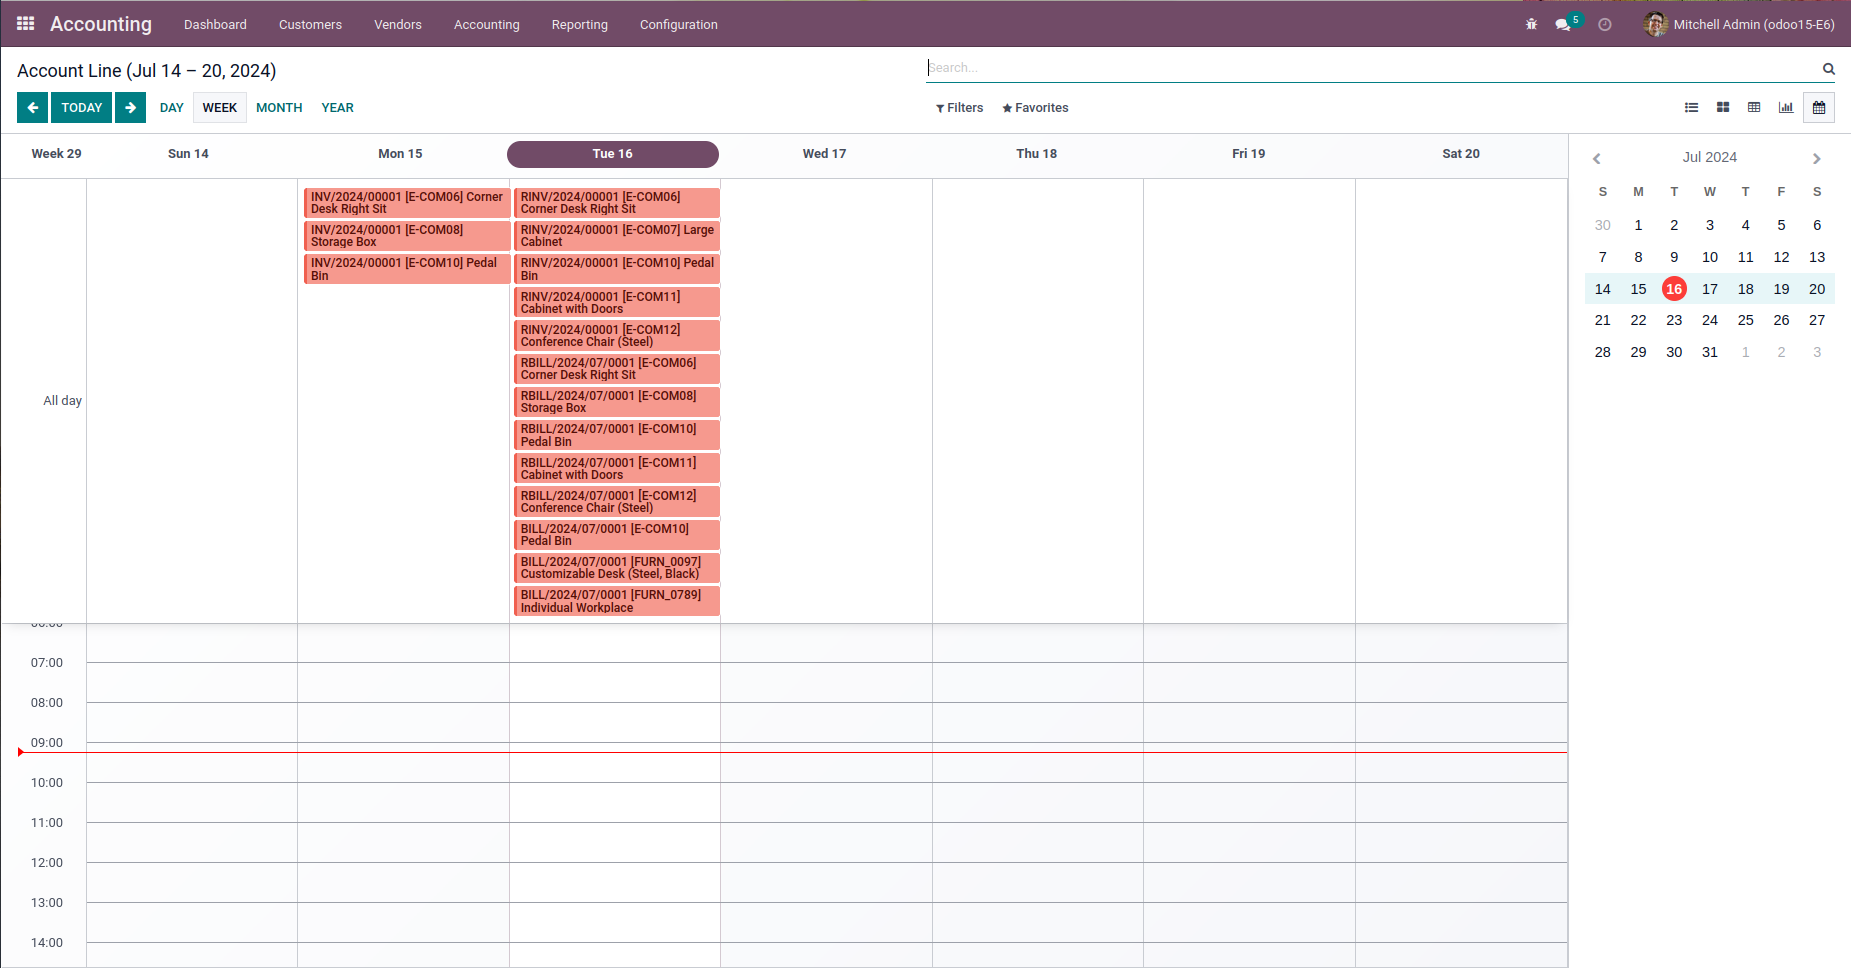 Accounting Dashboard Customers Vendors Accounting Reporting Configuration 5 Mitchell Admin (odoo15-E6)
Account Line (Jul 14 – 20, 2024)
Search...
TODAY DAY WEEK MONTH YEAR Filters Favorites
Week 29 Sun 14 Mon 15 Tue 16 Wed 17 Thu 18 Fri 19 Sat 20
All day
INV/2024/00001 [E-COM06] Corner
Desk Right Sit
INV/2024/00001 [E-COM08]
Storage Box
INV/2024/00001 [E-COM10] Pedal
Bin
RINV/2024/00001 [E-COM06]
Corner Desk Right Sit
RINV/2024/00001 [E-COM07] Large
Cabinet
RINV/2024/00001 [E-COM10] Pedal
Bin
RINV/2024/00001 [E-COM11]
Cabinet with Doors
RINV/2024/00001 [E-COM12]
Conference Chair (Steel)
RBILL/2024/07/0001 [E-COM06]
Corner Desk Right Sit
RBILL/2024/07/0001 [E-COM08]
Storage Box
RBILL/2024/07/0001 [E-COM10]
Pedal Bin
RBILL/2024/07/0001 [E-COM11]
Cabinet with Doors
RBILL/2024/07/0001 [E-COM12]
Conference Chair (Steel)
BILL/2024/07/0001 [E-COM10]
Pedal Bin
BILL/2024/07/0001 [FURN_0097]
Customizable Desk (Steel, Black)
BILL/2024/07/0001 [FURN_0789]
Individual Workplace
07:00
08:00
09:00
10:00
11:00
12:00
13:00
14:00
Jul 2024
S M T W T F S
30 1 2 3 4 5 6
7 8 9 10 11 12 13
14 15 16 17 18 19 20
21 22 23 24 25 26 27
28 29 30 31 1 2 3